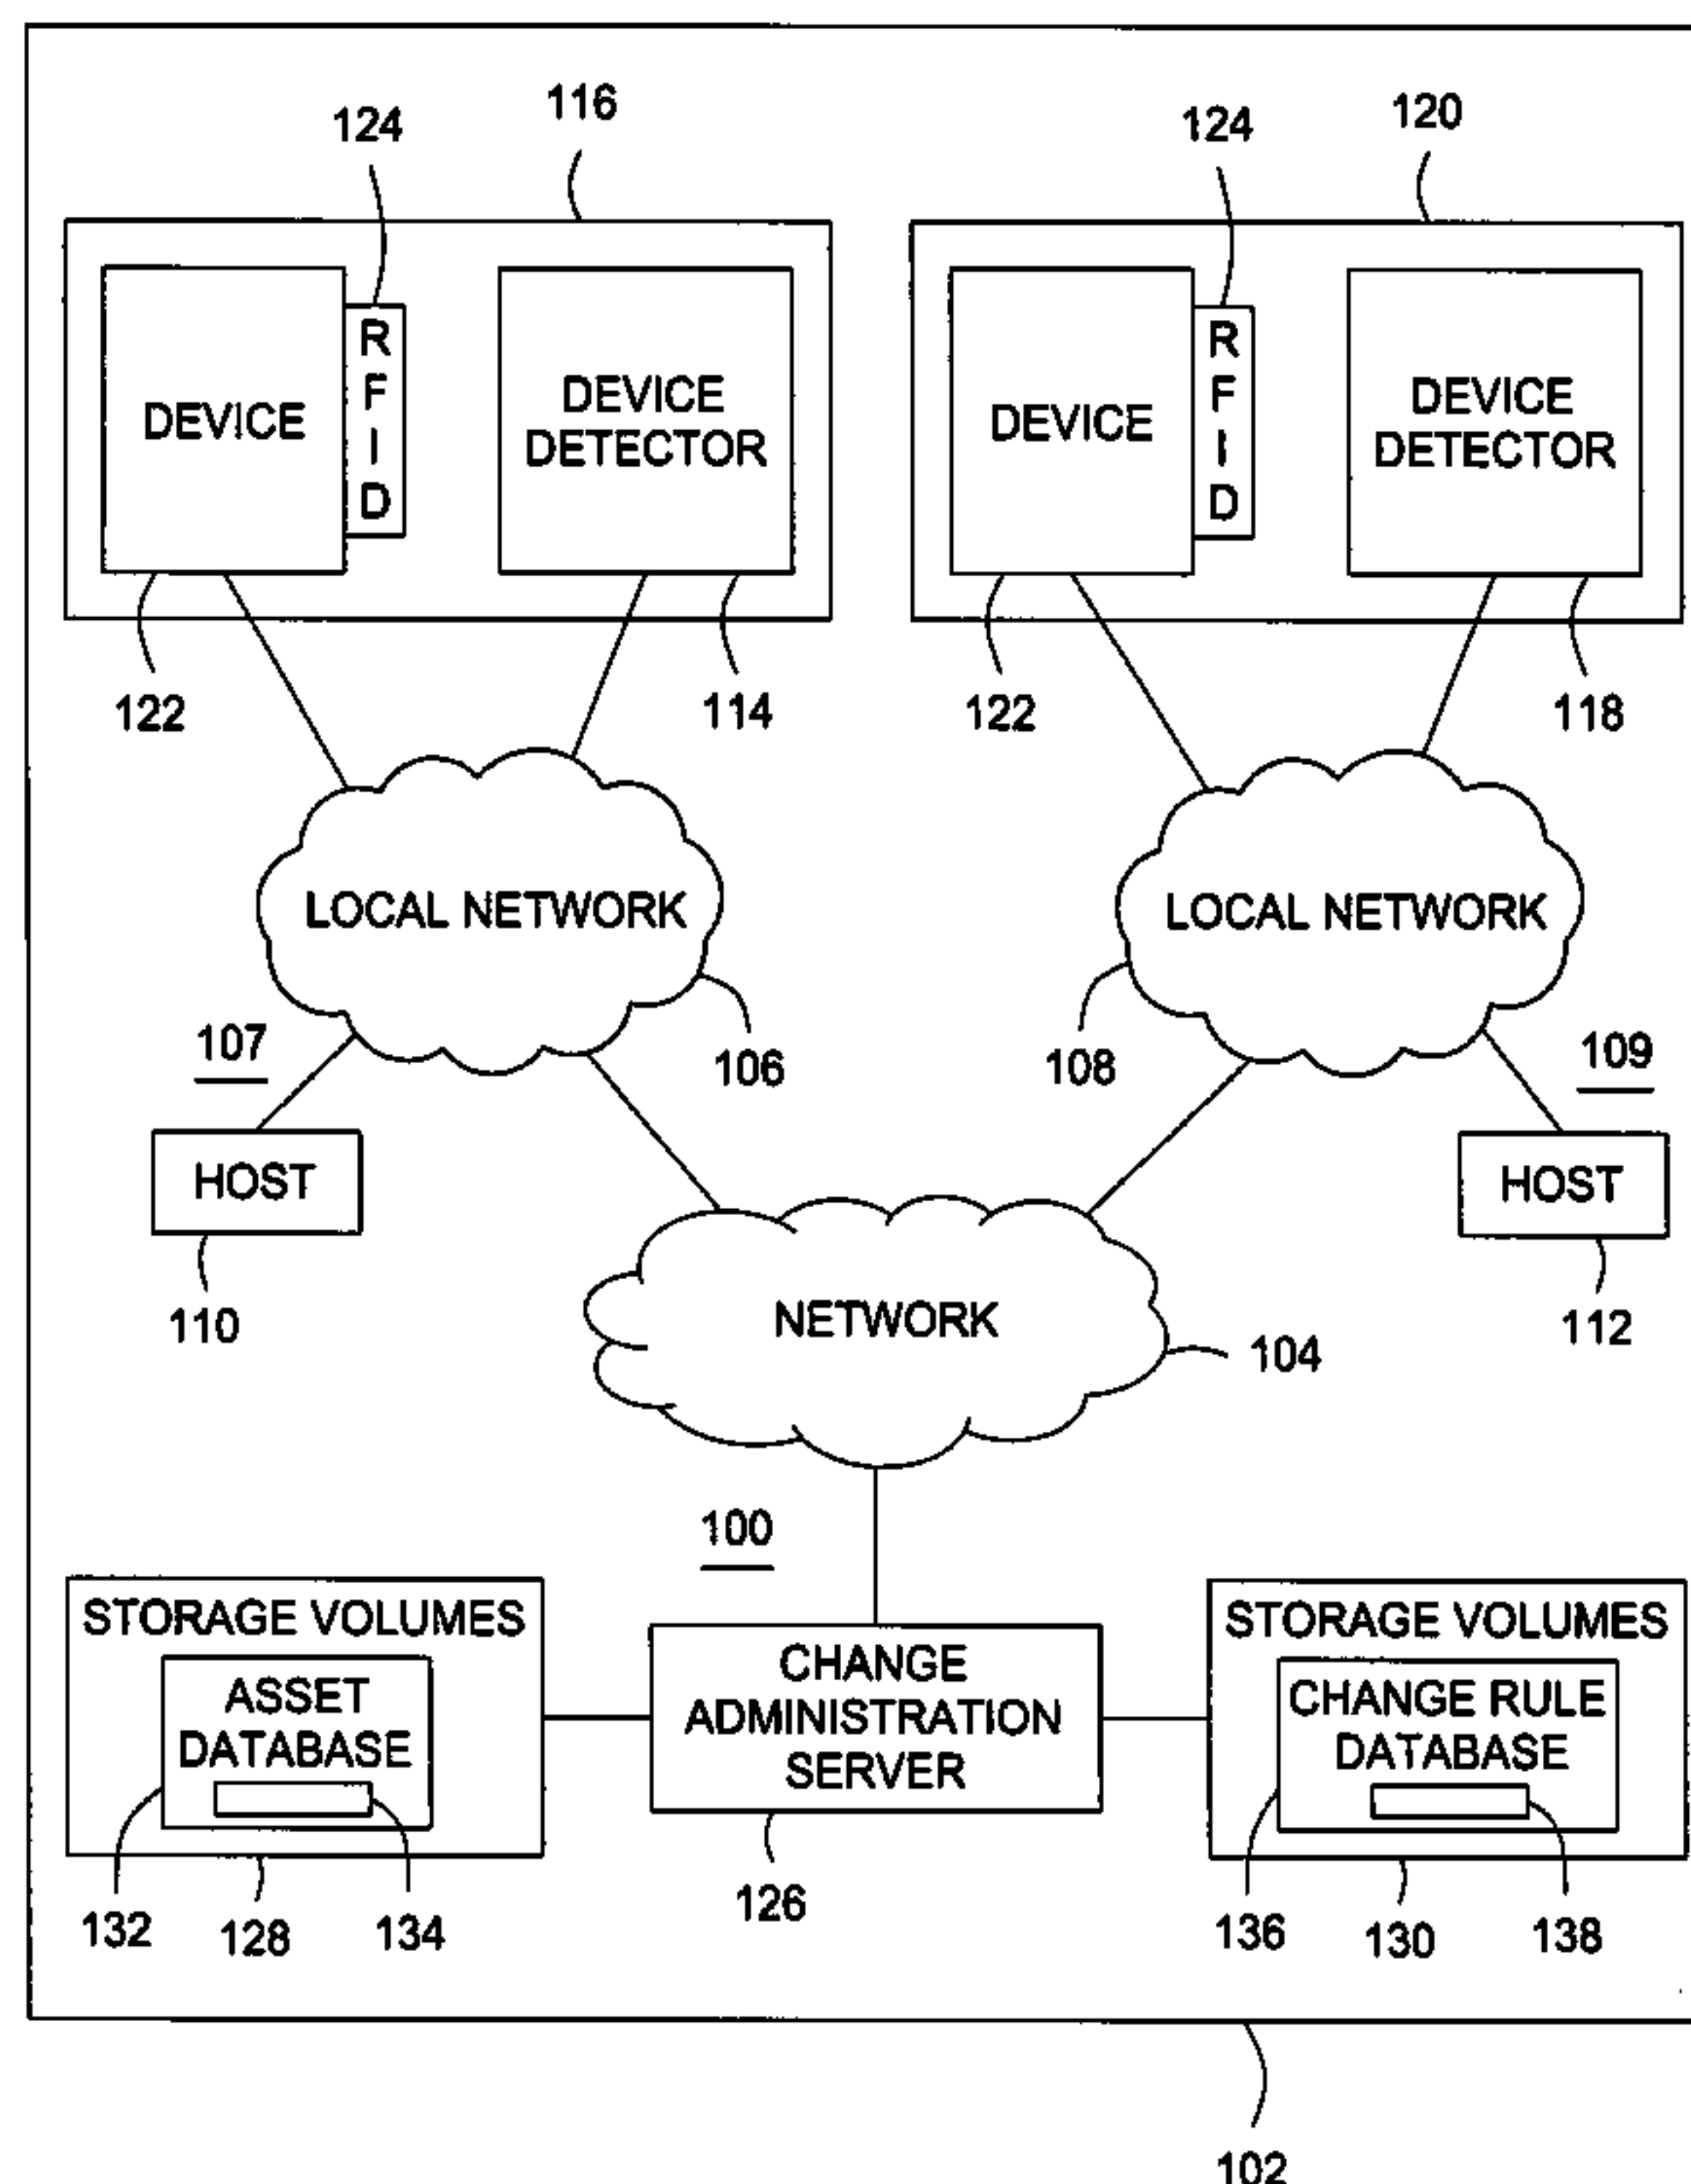 116
120
124
124
DEVICE
R
F
I
D
DEVICE
DETECTOR
DEVICE
R
F
I
D
DEVICE
DETECTOR
122
114
122
118
LOCAL NETWORK
LOCAL NETWORK
107
106
108
109
HOST
HOST
110
112
NETWORK
104
100
STORAGE VOLUMES
ASSET
DATABASE
CHANGE
ADMINISTRATION
SERVER
STORAGE VOLUMES
CHANGE RULE
DATABASE
132
128
134
126
136
130
138
102